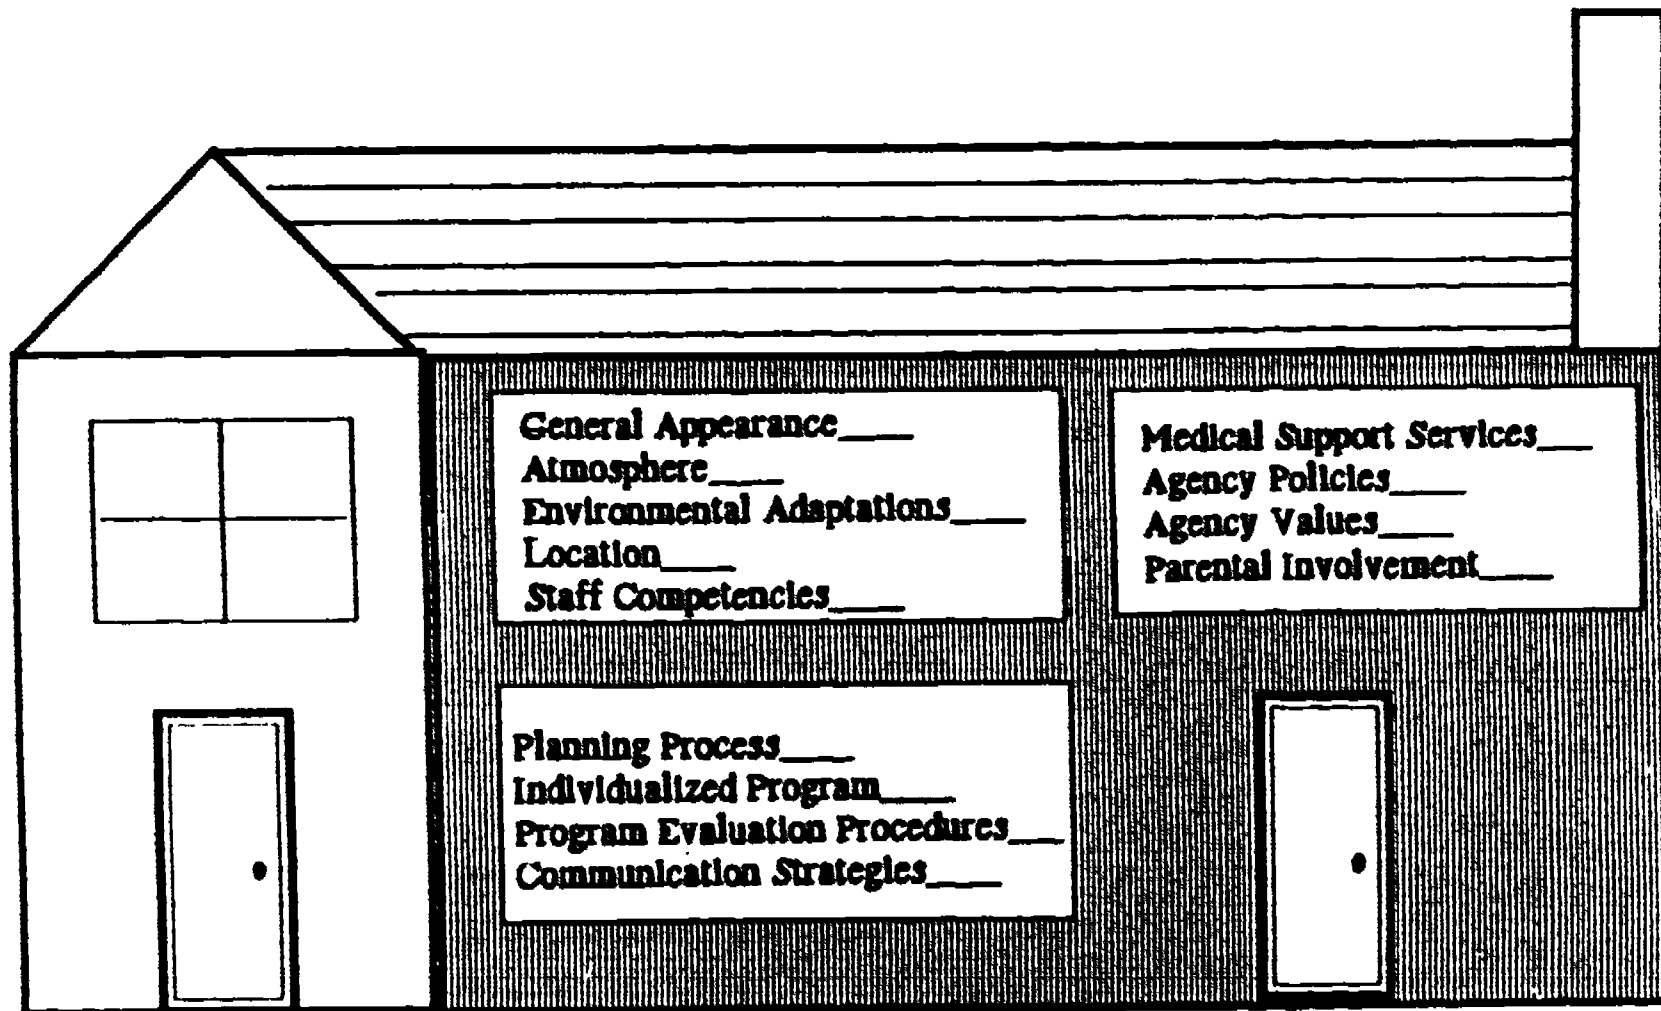 General Appearance____
Atmosphere____
Environmental Adaptations____
Location____
Staff Competencies____
Medical Support Services___
Agency Policies____
Agency Values____
Parental Involvement____
Planning Process____
Individualized Program____
Program Evaluation Procedures___
Communication Strategies____